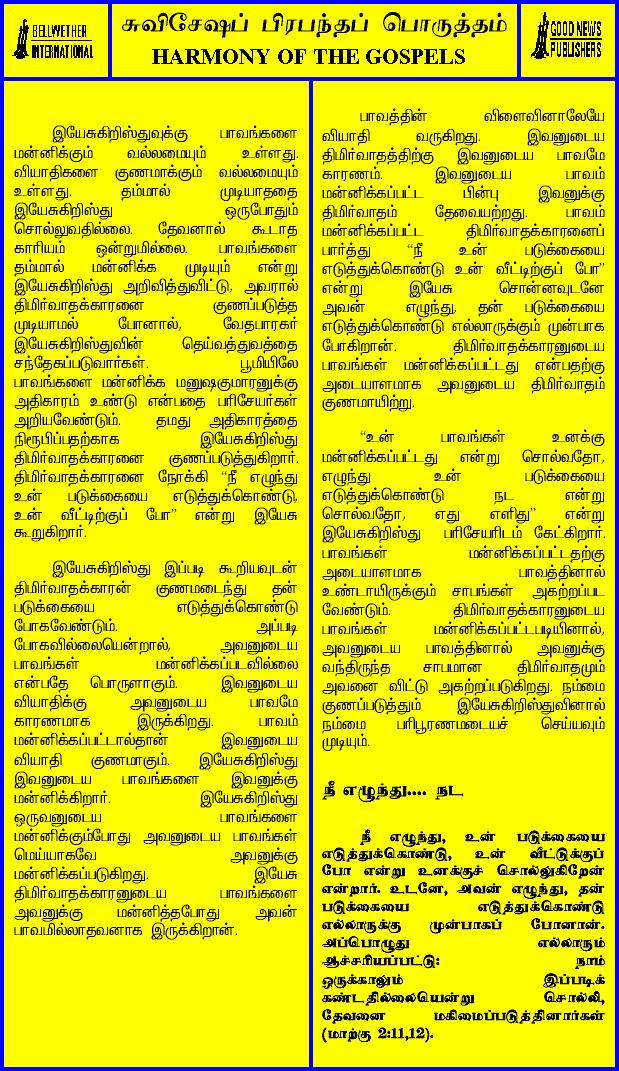 BELLWETHER
INTERNATIONAL
சுவிசேஷப் பிரபந்தப் பொருத்தம்
HARMONY OF THE GOSPELS
GOOD NEWS
PUBLISHERS
இயேசுகிறிஸ்துவுக்கு பாவங்களை
மன்னிக்கும் வல்லமையும் உள்ளது.
வியாதிகளை குணமாக்கும் வல்லமையும்
உள்ளது. தம்மால் முடியாததை
இயேசுகிறிஸ்து ஒருபோதும்
சொல்லுவதில்லை. தேவனால் கூடாத
காரியம் ஒன்றுமில்லை. பாவங்களை
தம்மால் மன்னிக்க முடியும் என்று
இயேசுகிறிஸ்து அறிவித்துவிட்டு, அவரால்
திமிர்வாதக்காரனை குணப்படுத்த
முடியாமல் போனால், வேதபாரகர்
இயேசுகிறிஸ்துவின் தெய்வத்துவத்தை
சந்தேகப்படுவார்கள். பூமியிலே
பாவங்களை மன்னிக்க மனுஷகுமாரனுக்கு
அதிகாரம் உண்டு என்பதை பரிசேயர்கள்
அறியவேண்டும். தமது அதிகாரத்தை
நிரூபிப்பதற்காக இயேசுகிறிஸ்து
திமிர்வாதக்காரனை குணப்படுத்துகிறார்.
திமிர்வாதக்காரனை நோக்கி “நீ எழுந்து
உன் படுக்கையை எடுத்துக்கொண்டு,
உன் வீட்டிற்குப் போ” என்று இயேசு
கூறுகிறார்.
இயேசுகிறிஸ்து இப்படி கூறியவுடன்
திமிர்வாதக்காரன் குணமடைந்து தன்
படுக்கையை எடுத்துக்கொண்டு
போகவேண்டும். அப்படி
போகவில்லையென்றால், அவனுடைய
பாவங்கள் மன்னிக்கப்படவில்லை
என்பதே பொருளாகும். இவனுடைய
வியாதிக்கு அவனுடைய பாவமே
காரணமாக இருக்கிறது. பாவம்
மன்னிக்கப்பட்டால்தான் இவனுடைய
வியாதி குணமாகும். இயேசுகிறிஸ்து
இவனுடைய பாவங்களை இவனுக்கு
மன்னிக்கிறார். இயேசுகிறிஸ்து
ஒருவனுடைய பாவங்களை
மன்னிக்கும்போது அவனுடைய பாவங்கள்
மெய்யாகவே அவனுக்கு
மன்னிக்கப்படுகிறது. இயேசு
திமிர்வாதக்காரனுடைய பாவங்களை
அவனுக்கு மன்னித்தபோது அவன்
பாவமில்லாதவனாக இருக்கிறான்.
பாவத்தின் விளைவினாலேயே
வியாதி வருகிறது. இவனுடைய
திமிர்வாதத்திற்கு இவனுடைய பாவமே
காரணம். இவனுடைய பாவம்
மன்னிக்கப்பட்ட பின்பு இவனுக்கு
திமிர்வாதம் தேவையற்றது. பாவம்
மன்னிக்கப்பட்ட திமிர்வாதக்காரனைப்
பார்த்து “நீ உன் படுக்கையை
எடுத்துக்கொண்டு உன் வீட்டிற்குப் போ”
என்று இயேசு சொன்னவுடனே
அவன் எழுந்து, தன் படுக்கையை
எடுத்துக்கொண்டு எல்லாருக்கும் முன்பாக
போகிறான். திமிர்வாதக்காரனுடைய
பாவங்கள் மன்னிக்கப்பட்டது என்பதற்கு
அடையாளமாக அவனுடைய திமிர்வாதம்
குணமாயிற்று.
“உன் பாவங்கள் உனக்கு
மன்னிக்கப்பட்டது என்று சொல்வதோ,
எழுந்து உன் படுக்கையை
எடுத்துக்கொண்டு நட என்று
சொல்வதோ, எது எளிது” என்று
இயேசுகிறிஸ்து பரிசேயரிடம் கேட்கிறார்.
பாவங்கள் மன்னிக்கப்பட்டதற்கு
அடையாளமாக பாவத்தினால்
உண்டாயிருக்கும் சாபங்கள் அகற்றப்பட
வேண்டும். திமிர்வாதக்காரனுடைய
பாவங்கள் மன்னிக்கப்பட்டபடியினால்,
அவனுடைய பாவத்தினால் அவனுக்கு
வந்திருந்த சாபமான திமிர்வாதமும்
அவனை விட்டு அகற்றப்படுகிறது. நம்மை
குணப்படுத்தும் இயேசுகிறிஸ்துவினால்
நம்மை பரிபூரணமடையச் செய்யவும்
முடியும்.
நீ எழுந்து.... நட
நீ எழுந்து, உன் படுக்கையை
எடுத்துக்கொண்டு, உன் வீட்டுக்குப்
போ என்று உனக்குச் சொல்லுகிறேன்
என்றார். உடனே, அவன் எழுந்து, தன்
படுக்கையை எடுத்துக்கொண்டு
எல்லாருக்கு முன்பாகப் போனான்.
அப்பொழுது எல்லாரும்
ஆச்சரியப்பட்டு: நாம்
ஒருக்காலும் இப்படிக்
கண்டதில்லையென்று சொல்லி,
தேவனை மகிமைப்படுத்தினார்கள்
(மாற்கு 2:11,12).